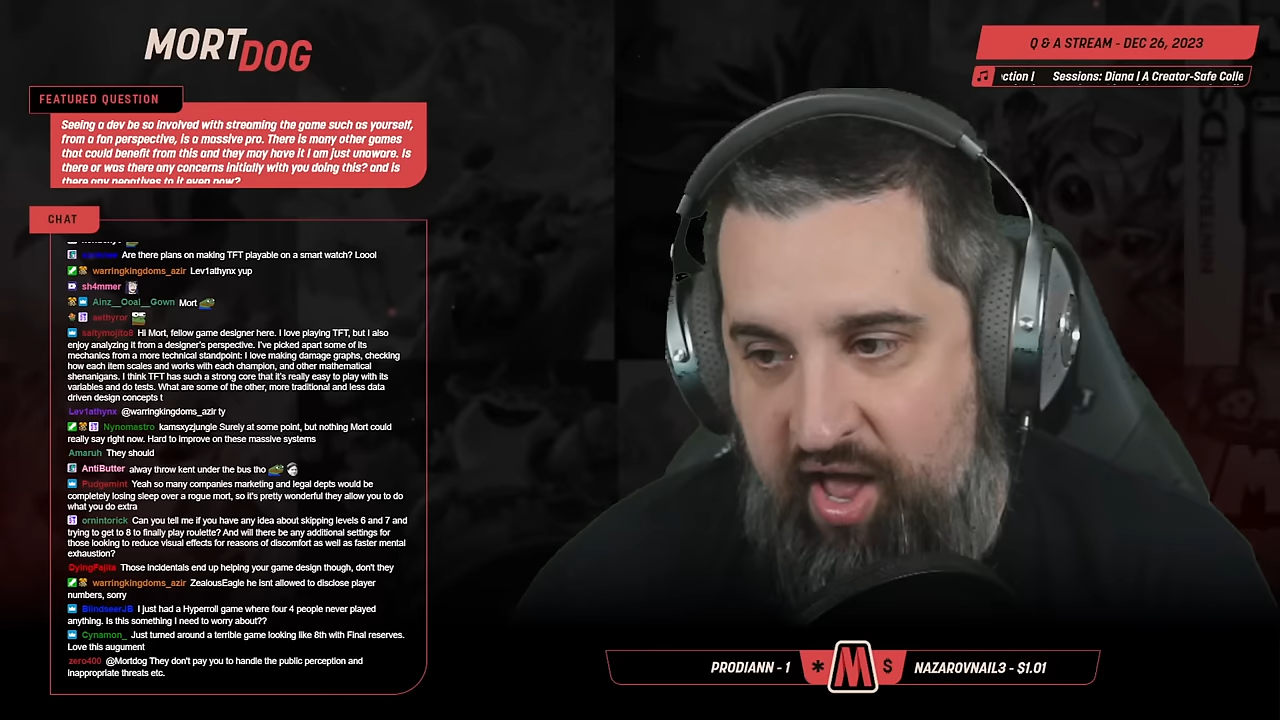 MORTDOG
Q & A STREAM - DEC 26, 2023
ction | Sessions: Diana | A Creator-Safe Colle
FEATURED QUESTION
Seeing a dev be so involved with streaming the game such as yourself,
from a fan perspective, is a massive pro. There is many other games
that could benefit from this and they may have it I am just unaware. Is
there or was there any concerns initially with you doing this? and is
there any negatives to it even now?
CHAT
Are there plans on making TFT playable on a smart watch? Loool
warringkingdoms_azir Lev1athynx yup
sh4mmer
Ainz__Ooal__Gown Mort
aethyror
saltymojito8 Hi Mort, fellow game designer here. I love playing TFT, but I also
enjoy analyzing it from a designer's perspective. I've picked apart some of its
mechanics from a more technical standpoint: I love making damage graphs, checking
how each item scales and works with each champion, and other mathematical
shenanigans. I think TFT has such a strong core that it's really easy to play with its
variables and do tests. What are some of the other, more traditional and less data
driven design concepts t
Lev1athynx @warringkingdoms_azir ty
Nynomastro kamsxyzjungle Surely at some point, but nothing Mort could
really say right now. Hard to improve on these massive systems
Amaruh They should
AntiButter alway throw kent under the bus tho
Pudgemint Yeah so many companies marketing and legal depts would be
completely losing sleep over a rogue mort, so it's pretty wonderful they allow you to do
what you do extra
ornintorick Can you tell me if you have any idea about skipping levels 6 and 7 and
trying to get to 8 to finally play roulette? And will there be any additional settings for
those looking to reduce visual effects for reasons of discomfort as well as faster mental
exhaustion?
DyingFajita Those incidentals end up helping your game design though, don't they
warringkingdoms_azir ZealousEagle he isnt allowed to disclose player
numbers, sorry
BlindseerJB I just had a Hyperroll game where four 4 people never played
anything. Is this something I need to worry about??
Cynamon_ Just turned around a terrible game looking like 8th with Final reserves.
Love this augument
zero400 @Mortdog They don't pay you to handle the public perception and
inappropriate threats etc.
PRODIANN - 1 * M $ NAZAROVNAIL3 - $1.01